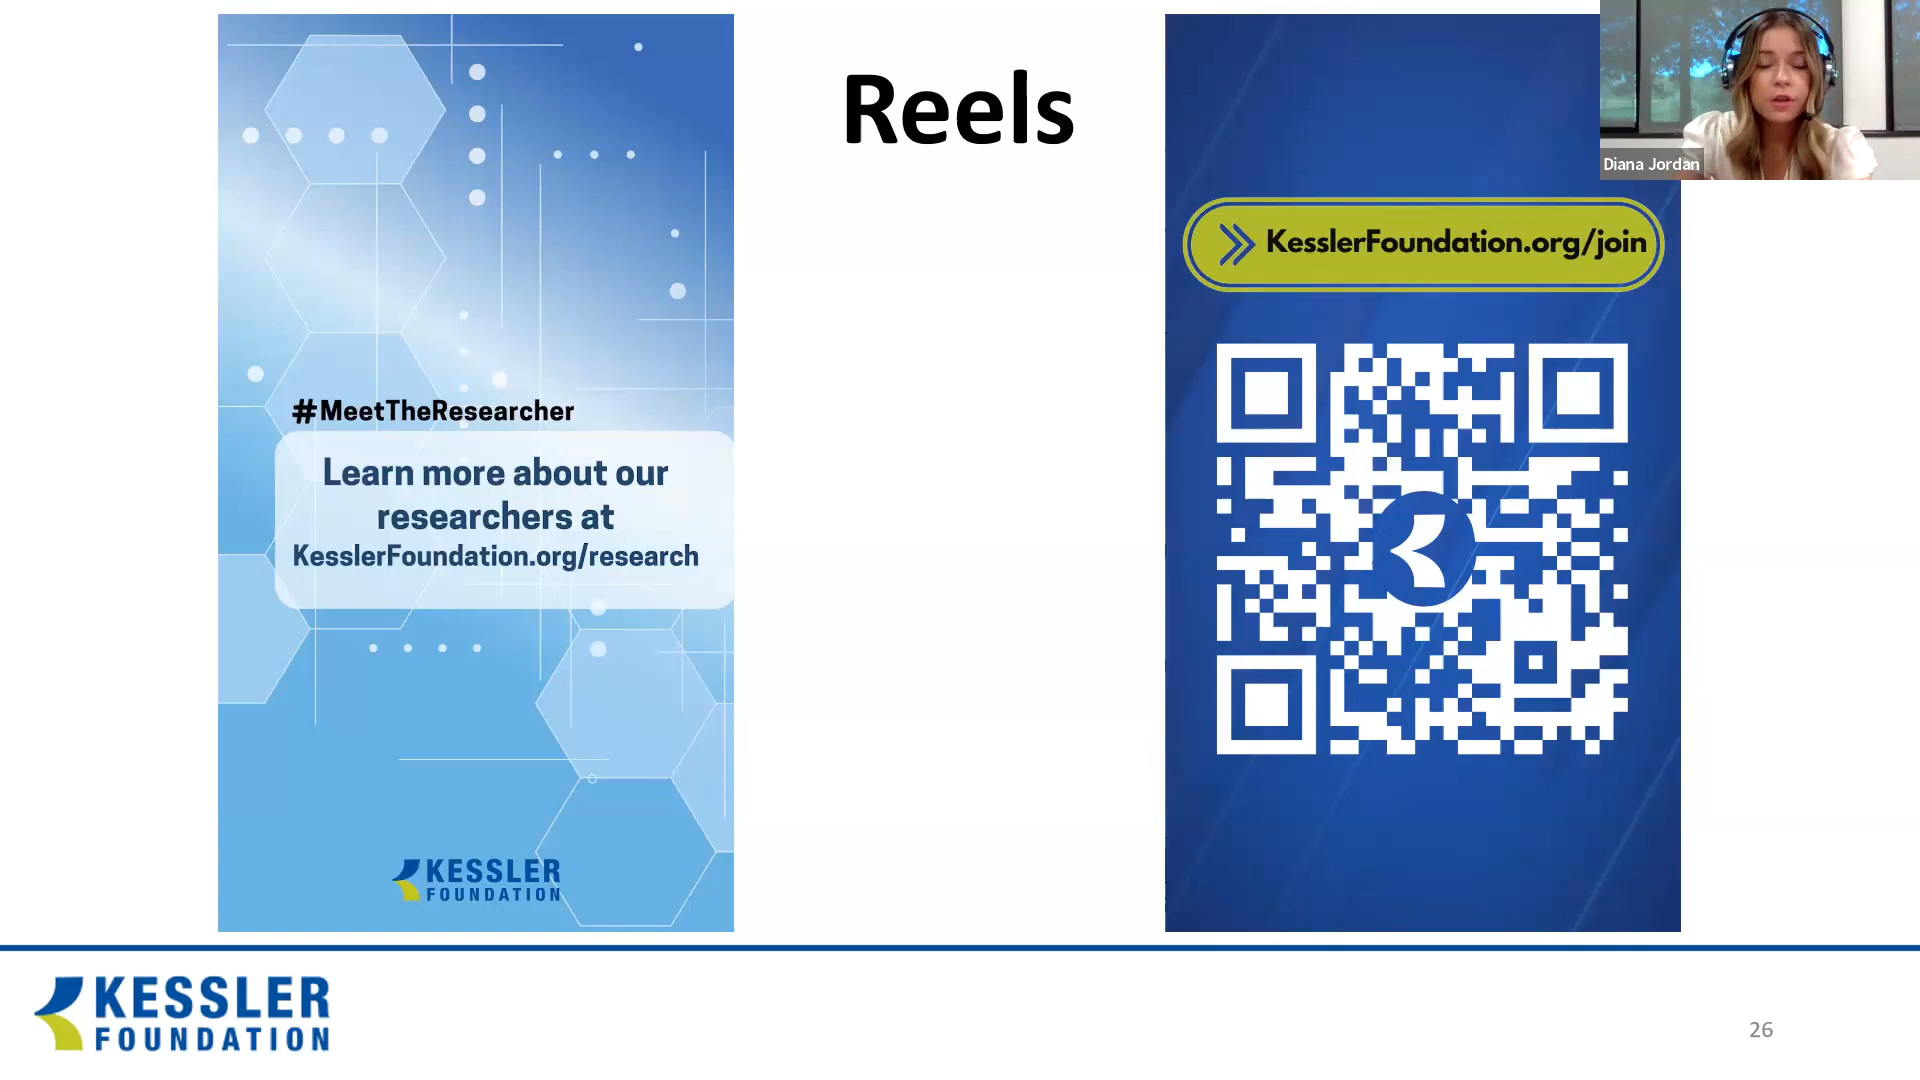 Reels
Diana Jordan
#MeetTheResearcher
Learn more about our
researchers at
KesslerFoundation.org/research
KESSLER
FOUNDATION
KesslerFoundation.org/join
KESSLER
FOUNDATION
26